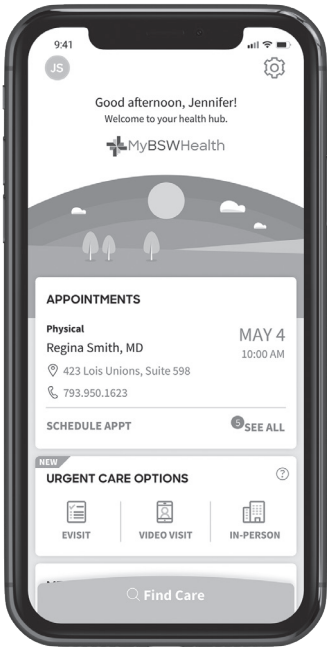 9:41
JS
Good afternoon, Jennifer!
Welcome to your health hub.
MyBSWHealth
APPOINTMENTS
Physical
Regina Smith, MD
MAY 4
10:00 AM
423 Lois Unions, Suite 598
793.950.1623
SCHEDULE APPT
5 SEE ALL
NEW
URGENT CARE OPTIONS
?
EVISIT
VIDEO VISIT
IN-PERSON
Find Care